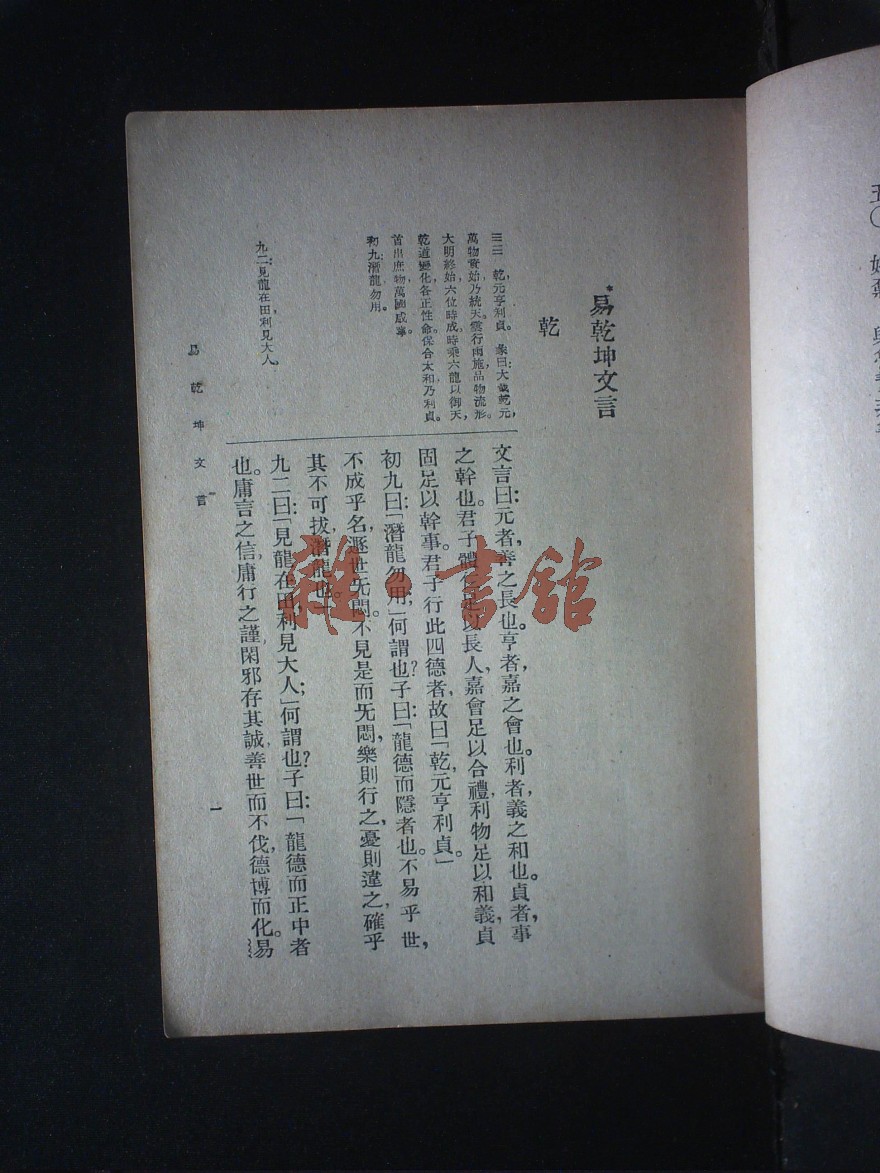 *易乾坤文言
乾
☰☰ 乾，元亨利貞。 彖曰：大哉乾元，
萬物資始，乃統天。雲行雨施，品物流形。
大明終始，六位時成，時乘六龍以御天，
乾道變化，各正性命，保合太和，乃利貞。
首出庶物，萬國咸寧。
初九：潛龍勿用。
九二：見龍在田，利見大人。
文言曰：元者，善之長也。亨者，嘉之會也。利者，義之和也。貞者，事
之幹也。君子體仁足以長人，嘉會足以合禮，利物足以和義，貞
固足以幹事。君子行此四德者，故曰「乾，元亨利貞。」
初九曰：「潛龍勿用，」何謂也？子曰：「龍德而隱者也。不易乎世，
不成乎名，遯世无悶，不見是而无悶，樂則行之，憂則違之，確乎
其不可拔，潛龍也。」
九二曰：「見龍在田，利見大人；」何謂也？子曰：「龍德而正中者
也。庸言之信，庸行之謹，閑邪存其誠，善世而不伐，德博而化。易
易乾坤文言
一
雜·書館
五〇